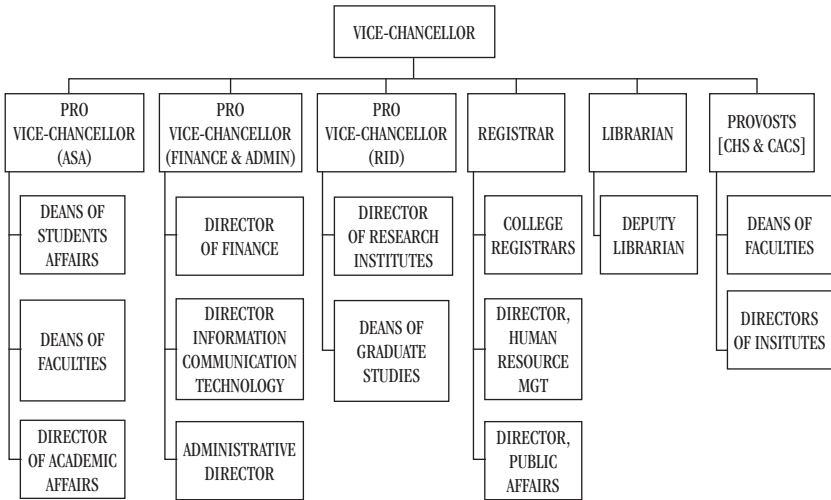 VICE-CHANCELLOR
PRO
VICE-CHANCELLOR
(ASA)
PRO
VICE-CHANCELLOR
(FINANCE & ADMIN)
PRO
VICE-CHANCELLOR
(RID)
REGISTRAR
LIBRARIAN
PROVOSTS
[CHS & CACS]
DEANS OF
STUDENTS
AFFAIRS
DIRECTOR
OF FINANCE
DIRECTOR
OF RESEARCH
INSTITUTES
COLLEGE
REGISTRARS
DEPUTY
LIBRARIAN
DEANS OF
FACULTIES
DEANS OF
FACULTIES
DIRECTOR
INFORMATION
COMMUNICATION
TECHNOLOGY
DEANS OF
GRADUATE
STUDIES
DIRECTOR,
HUMAN
RESOURCE
MGT
DIRECTORS
OF INSITUTES
DIRECTOR
OF ACADEMIC
AFFAIRS
ADMINISTRATIVE
DIRECTOR
DIRECTOR,
PUBLIC
AFFAIRS